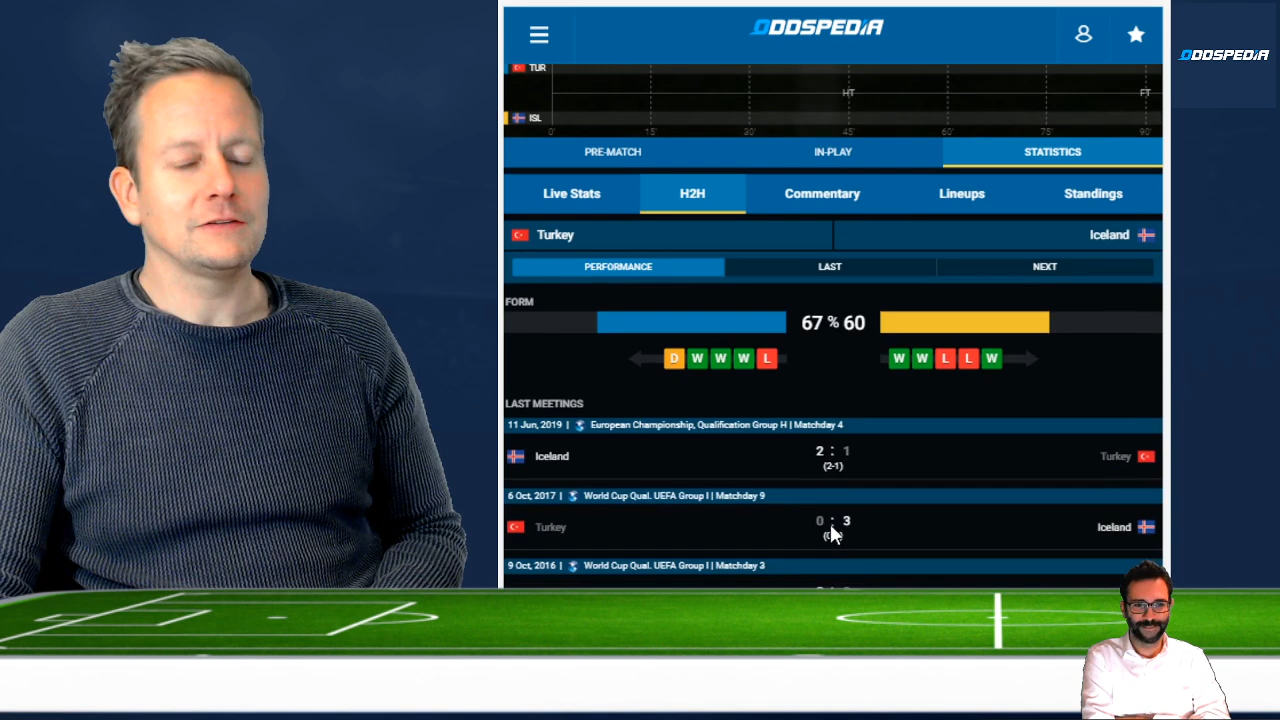 ODDSPEDIA
ODDSPEDIA
TUR
HT
FT
ISL
0' 15' 30' 45' 60' 75' 90'
PRE-MATCH IN-PLAY STATISTICS
Live Stats H2H Commentary Lineups Standings
Turkey Iceland
PERFORMANCE LAST NEXT
FORM
67 % 60
D W W W L W W L L W
LAST MEETINGS
11 Jun, 2019 | European Championship, Qualification Group H | Matchday 4
Iceland 2 : 1 Turkey
(2-1)
6 Oct, 2017 | World Cup Qual. UEFA Group I | Matchday 9
Turkey 0 : 3 Iceland
9 Oct, 2016 | World Cup Qual. UEFA Group I | Matchday 3